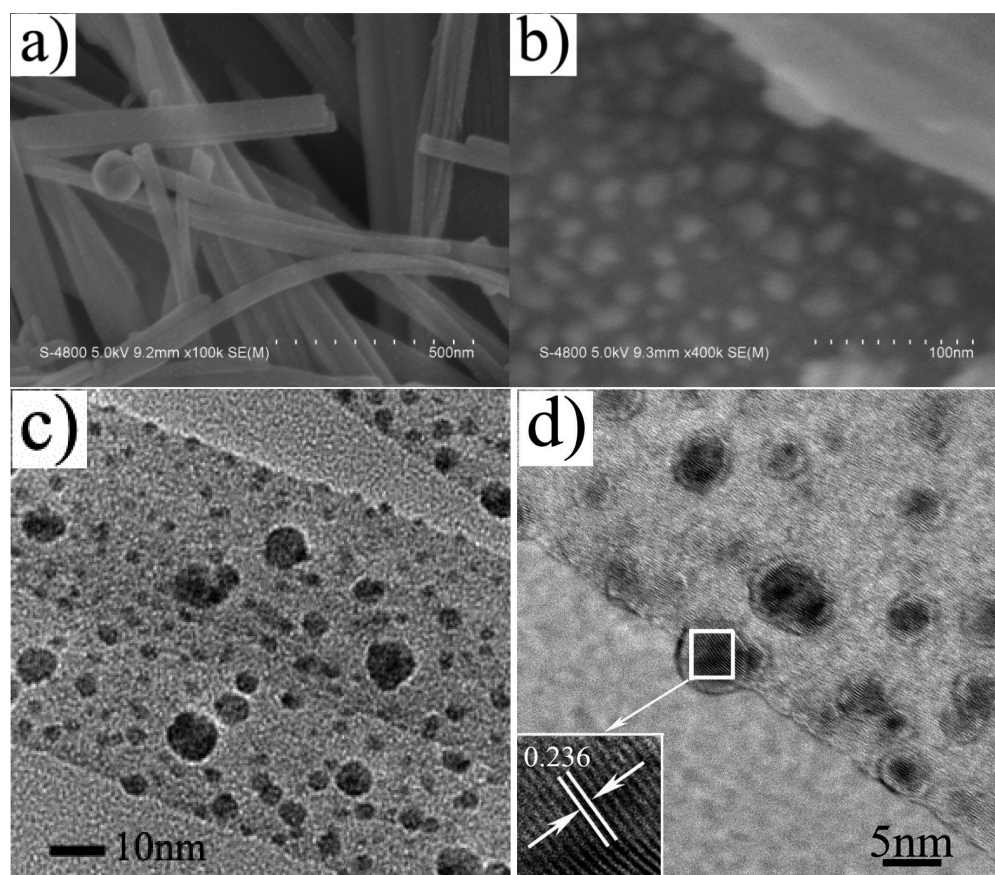 a)
b)
S-4800 5.0kV 9.2mm x100k SE(M) 500nm
S-4800 5.0kV 9.3mm x400k SE(M) 100nm
c)
d)
0.236
10nm
5nm